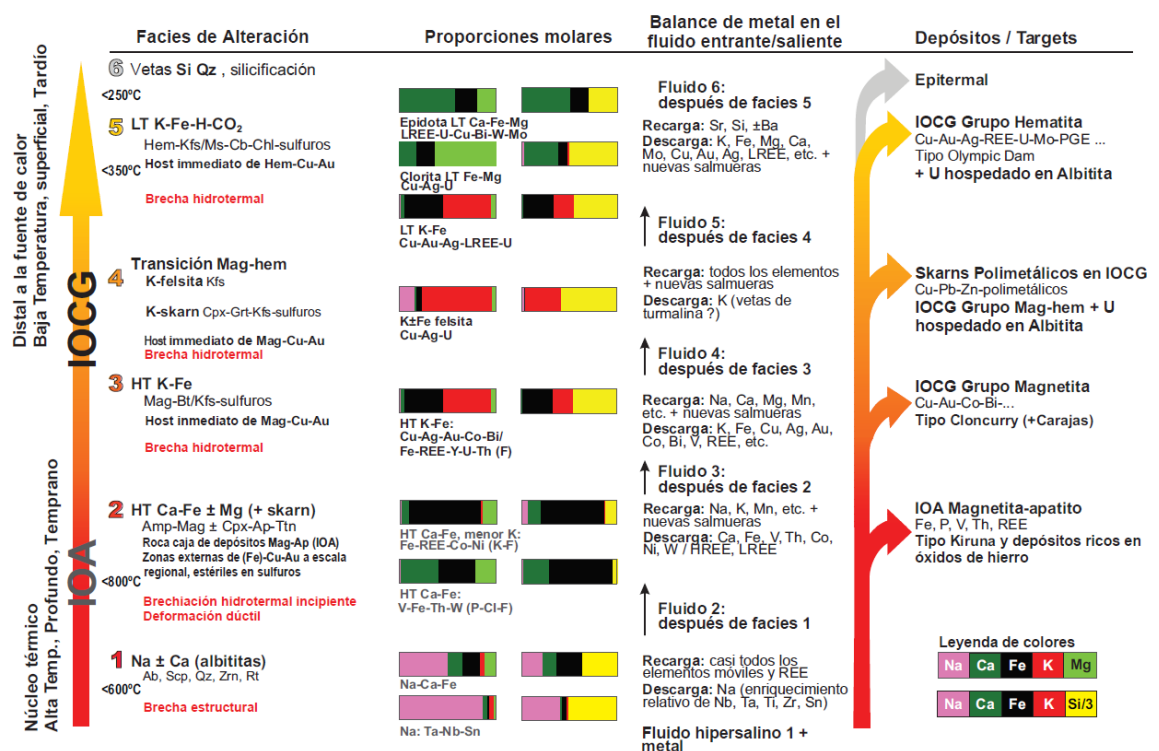 Facies de Alteración
Proporciones molares
Balance de metal en el
fluido entrante/saliente
Depósitos / Targets
Distal a la fuente de calor
Baja Temperatura, superficial, Tardío
Núcleo térmico
Alta Temp., Profundo, Temprano
IOCG
IOA
6 Vetas Si Qz , silicificación
<250ºC
5 LT K-Fe-H-CO2
Hem-Kfs/Ms-Cb-Chl-sulfuros
Host immediato de Hem-Cu-Au
<350ºC
Brecha hidrotermal
4 Transición Mag-hem
K-felsita Kfs
K-skarn Cpx-Grt-Kfs-sulfuros
Host immediato de Mag-Cu-Au
Brecha hidrotermal
3 HT K-Fe
Mag-Bt/Kfs-sulfuros
Host inmediato de Mag-Cu-Au
Brecha hidrotermal
2 HT Ca-Fe ± Mg (+ skarn)
Amp-Mag ± Cpx-Ap-Ttn
Roca caja de depósitos Mag-Ap (IOA)
Zonas externas de (Fe)-Cu-Au a escala
regional, estériles en sulfuros
<800ºC
Brechiación hidrotermal incipiente
Deformación dúctil
1 Na ± Ca (albititas)
Ab, Scp, Qz, Zrn, Rt
<600ºC
Brecha estructural
Epidota LT Ca-Fe-Mg
LREE-U-Cu-Bi-W-Mo
Clorita LT Fe-Mg
Cu-Ag-U
LT K-Fe
Cu-Au-Ag-LREE-U
K±Fe felsita
Cu-Ag-U
HT K-Fe:
Cu-Ag-Au-Co-Bi/
Fe-REE-Y-U-Th (F)
HT Ca-Fe, menor K:
Fe-REE-Co-Ni (K-F)
HT Ca-Fe:
V-Fe-Th-W (P-Cl-F)
Na-Ca-Fe
Na: Ta-Nb-Sn
Fluido 6:
después de facies 5
Recarga: Sr, Si, ±Ba
Descarga: K, Fe, Mg, Ca,
Mo, Cu, Au, Ag, LREE, etc. +
nuevas salmueras
Fluido 5:
después de facies 4
Recarga: todos los elementos
+ nuevas salmueras
Descarga: K (vetas de
turmalina ?)
Fluido 4:
después de facies 3
Recarga: Na, Ca, Mg, Mn,
etc. + nuevas salmueras
Descarga: K, Fe, Cu, Ag, Au,
Co, Bi, V, REE, etc.
Fluido 3:
después de facies 2
Recarga: Na, K, Mn, etc. +
nuevas salmueras
Descarga: Ca, Fe, V, Th, Co,
Ni, W / HREE, LREE
Fluido 2:
después de facies 1
Recarga: casi todos los
elementos móviles y REE
Descarga: Na (enriquecimiento
relativo de Nb, Ta, Ti, Zr, Sn)
Fluido hipersalino 1 +
metal
Epitermal
IOCG Grupo Hematita
Cu-Au-Ag-REE-U-Mo-PGE ...
Tipo Olympic Dam
+ U hospedado en Albitita
Skarns Polimetálicos en IOCG
Cu-Pb-Zn-polimetálicos
IOCG Grupo Mag-hem + U
hospedado en Albitita
IOCG Grupo Magnetita
Cu-Au-Co-Bi-...
Tipo Cloncurry (+Carajas)
IOA Magnetita-apatito
Fe, P, V, Th, REE
Tipo Kiruna y depósitos ricos en
óxidos de hierro
Leyenda de colores
Na Ca Fe K Mg
Na Ca Fe K Si/3